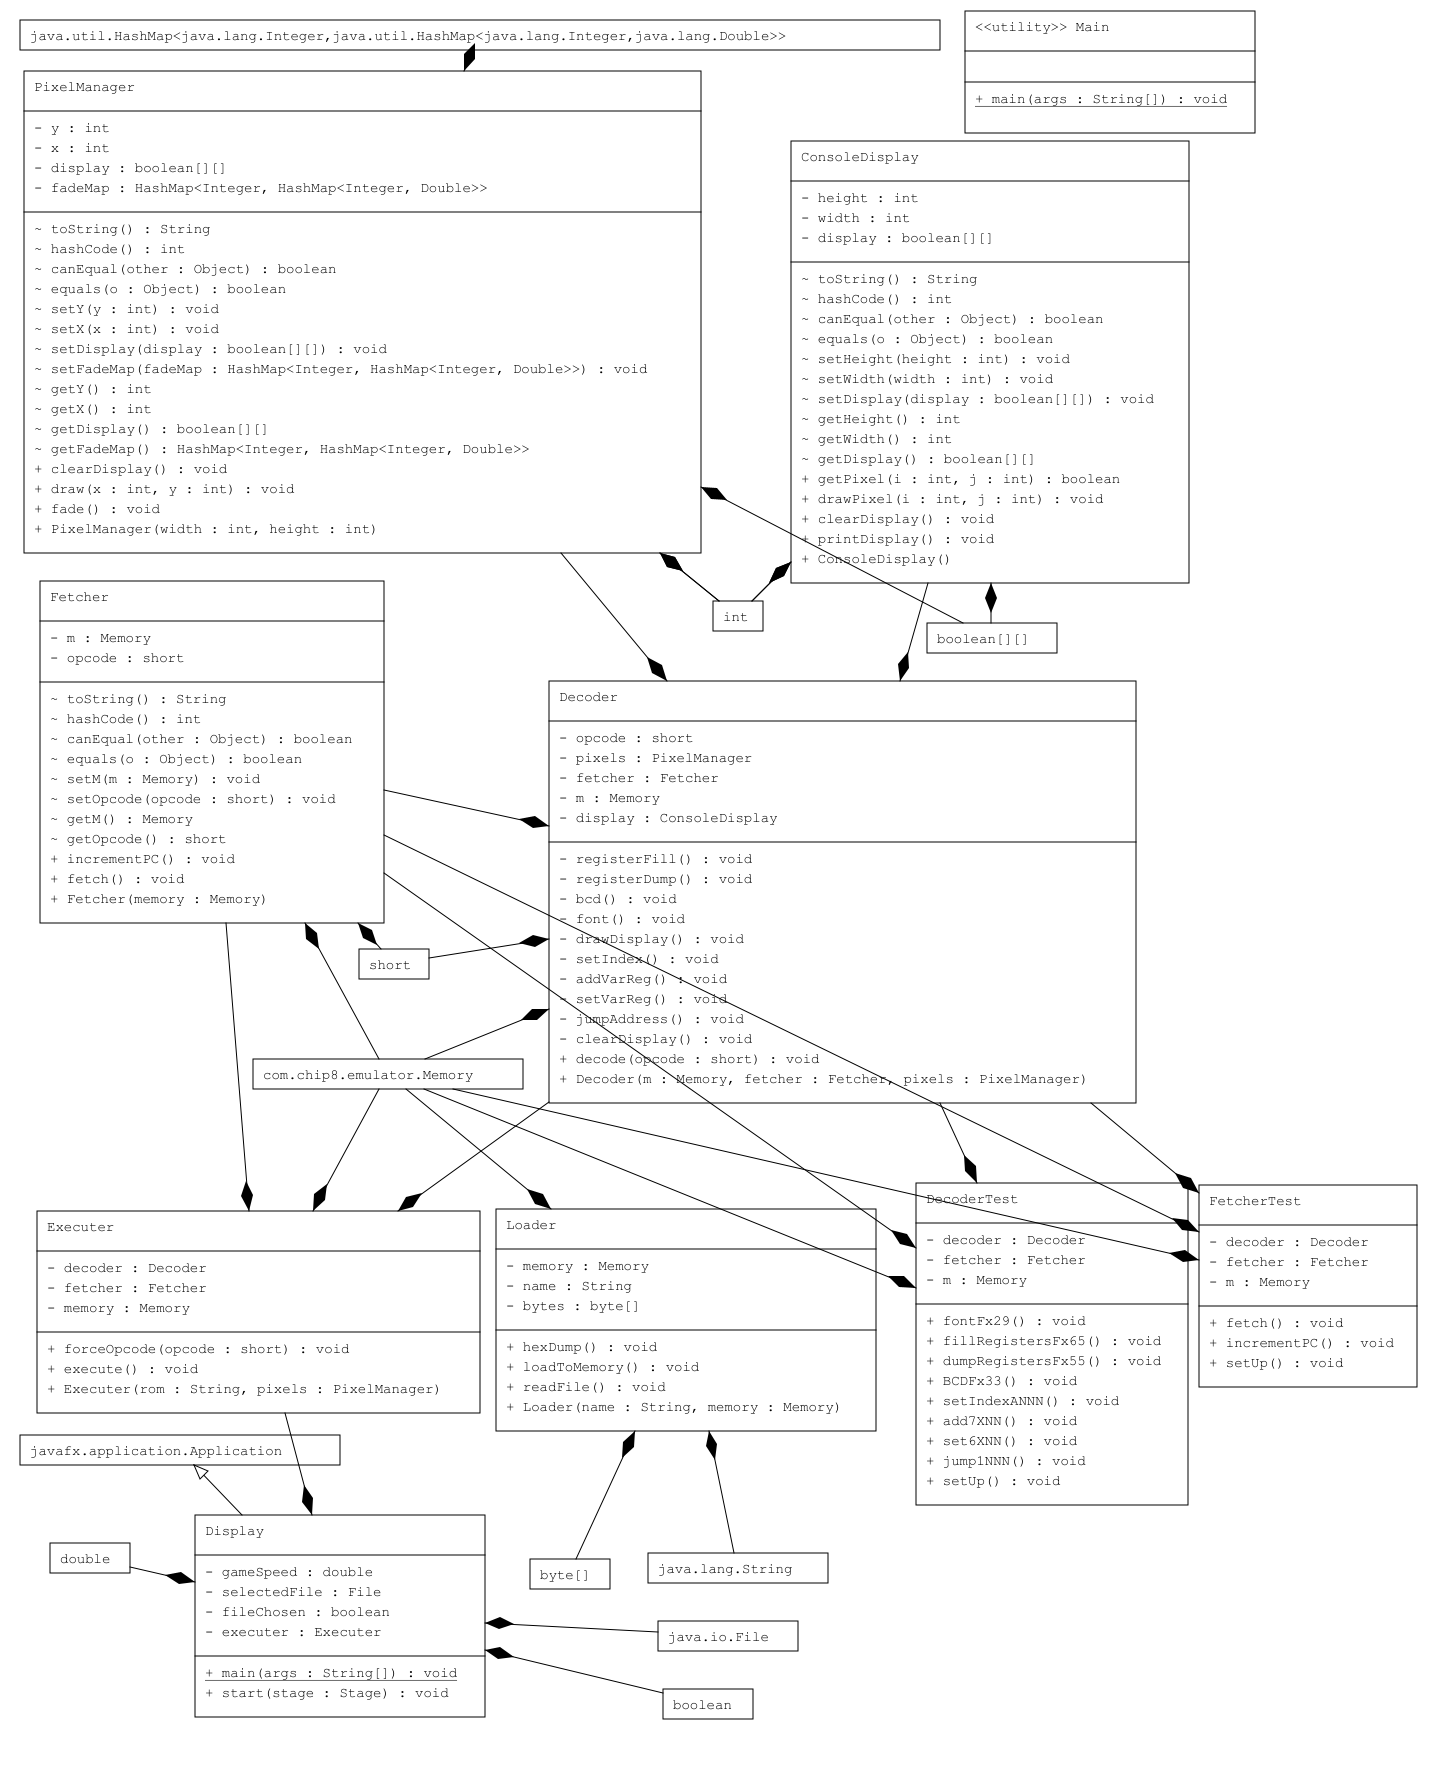 java.util.HashMap<java.lang.Integer,java.util.HashMap<java.lang.Integer,java.lang.Double>>
<<utility>> Main
+ main(args : String[]) : void
PixelManager
- y : int
- x : int
- display : boolean[][]
- fadeMap : HashMap<Integer, HashMap<Integer, Double>>
~ toString() : String
~ hashCode() : int
~ canEqual(other : Object) : boolean
~ equals(o : Object) : boolean
~ setY(y : int) : void
~ setX(x : int) : void
~ setDisplay(display : boolean[][]) : void
~ setFadeMap(fadeMap : HashMap<Integer, HashMap<Integer, Double>>) : void
~ getY() : int
~ getX() : int
~ getDisplay() : boolean[][]
~ getFadeMap() : HashMap<Integer, HashMap<Integer, Double>>
+ clearDisplay() : void
+ draw(x : int, y : int) : void
+ fade() : void
+ PixelManager(width : int, height : int)
ConsoleDisplay
- height : int
- width : int
- display : boolean[][]
~ toString() : String
~ hashCode() : int
~ canEqual(other : Object) : boolean
~ equals(o : Object) : boolean
~ setHeight(height : int) : void
~ setWidth(width : int) : void
~ setDisplay(display : boolean[][]) : void
~ getHeight() : int
~ getWidth() : int
~ getDisplay() : boolean[][]
+ getPixel(i : int, j : int) : boolean
+ drawPixel(i : int, j : int) : void
+ clearDisplay() : void
+ printDisplay() : void
+ ConsoleDisplay()
int
boolean[][]
Fetcher
- m : Memory
- opcode : short
~ toString() : String
~ hashCode() : int
~ canEqual(other : Object) : boolean
~ equals(o : Object) : boolean
~ setM(m : Memory) : void
~ setOpcode(opcode : short) : void
~ getM() : Memory
~ getOpcode() : short
+ incrementPC() : void
+ fetch() : void
+ Fetcher(memory : Memory)
short
Decoder
- opcode : short
- pixels : PixelManager
- fetcher : Fetcher
- m : Memory
- display : ConsoleDisplay
- registerFill() : void
- registerDump() : void
- bcd() : void
- font() : void
- drawDisplay() : void
- setIndex() : void
- addVarReg() : void
- setVarReg() : void
- jumpAddress() : void
- clearDisplay() : void
+ decode(opcode : short) : void
+ Decoder(m : Memory, fetcher : Fetcher, pixels : PixelManager)
com.chip8.emulator.Memory
Executer
- decoder : Decoder
- fetcher : Fetcher
- memory : Memory
+ forceOpcode(opcode : short) : void
+ execute() : void
+ Executer(rom : String, pixels : PixelManager)
Loader
- memory : Memory
- name : String
- bytes : byte[]
+ hexDump() : void
+ loadToMemory() : void
+ readFile() : void
+ Loader(name : String, memory : Memory)
DecoderTest
- decoder : Decoder
- fetcher : Fetcher
- m : Memory
+ fontFx29() : void
+ fillRegistersFx65() : void
+ dumpRegistersFx55() : void
+ BCDFx33() : void
+ setIndexANNN() : void
+ add7XNN() : void
+ set6XNN() : void
+ jump1NNN() : void
+ setUp() : void
FetcherTest
- decoder : Decoder
- fetcher : Fetcher
- m : Memory
+ fetch() : void
+ incrementPC() : void
+ setUp() : void
javafx.application.Application
Display
- gameSpeed : double
- selectedFile : File
- fileChosen : boolean
- executer : Executer
+ main(args : String[]) : void
+ start(stage : Stage) : void
double
byte[]
java.lang.String
java.io.File
boolean